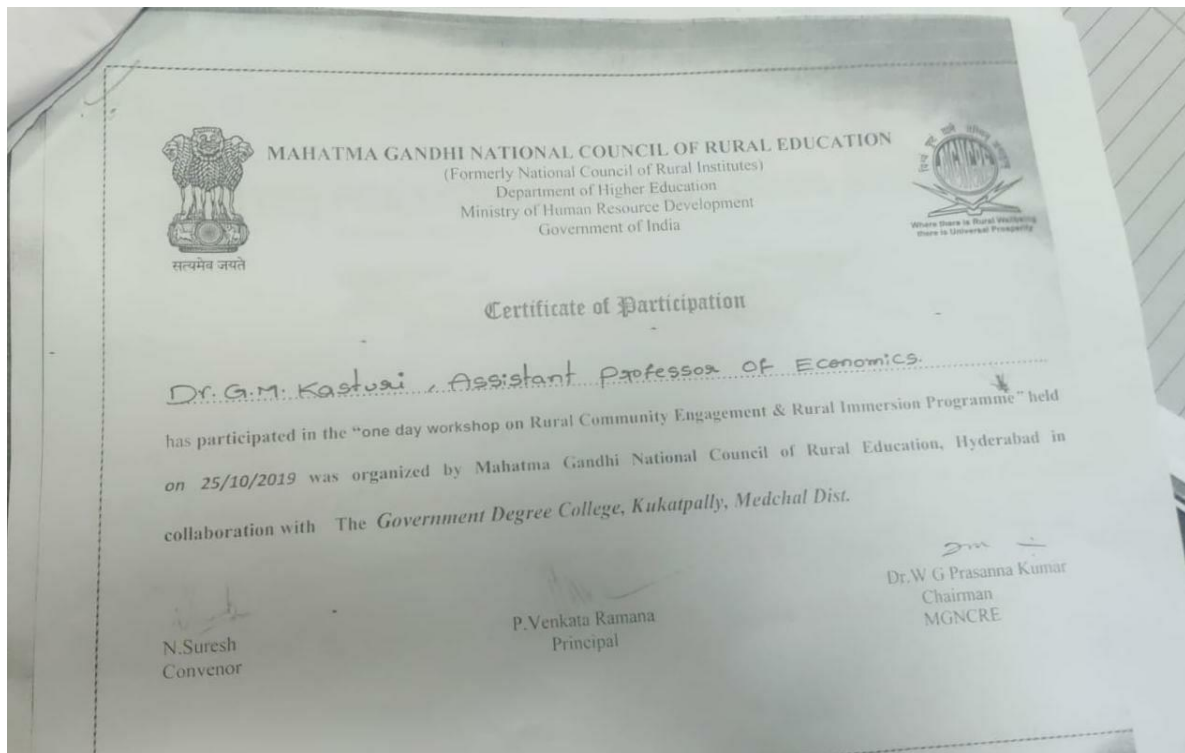 MAHATMA GANDHI NATIONAL COUNCIL OF RURAL EDUCATION
(Formerly National Council of Rural Institutes)
Department of Higher Education
Ministry of Human Resource Development
Government of India
सत्यमेव जयते
Where there is Rural Wellbeing
there is Universal Prosperity
Certificate of Participation
Dr. G.M. Kasturi, Assistant Professor Of Economics.
has participated in the "one day workshop on Rural Community Engagement & Rural Immersion Programme" held
on 25/10/2019 was organized by Mahatma Gandhi National Council of Rural Education, Hyderabad in
collaboration with The Government Degree College, Kukatpally, Medchal Dist.
N.Suresh
Convenor
P.Venkata Ramana
Principal
Dr.W G Prasanna Kumar
Chairman
MGNCRE